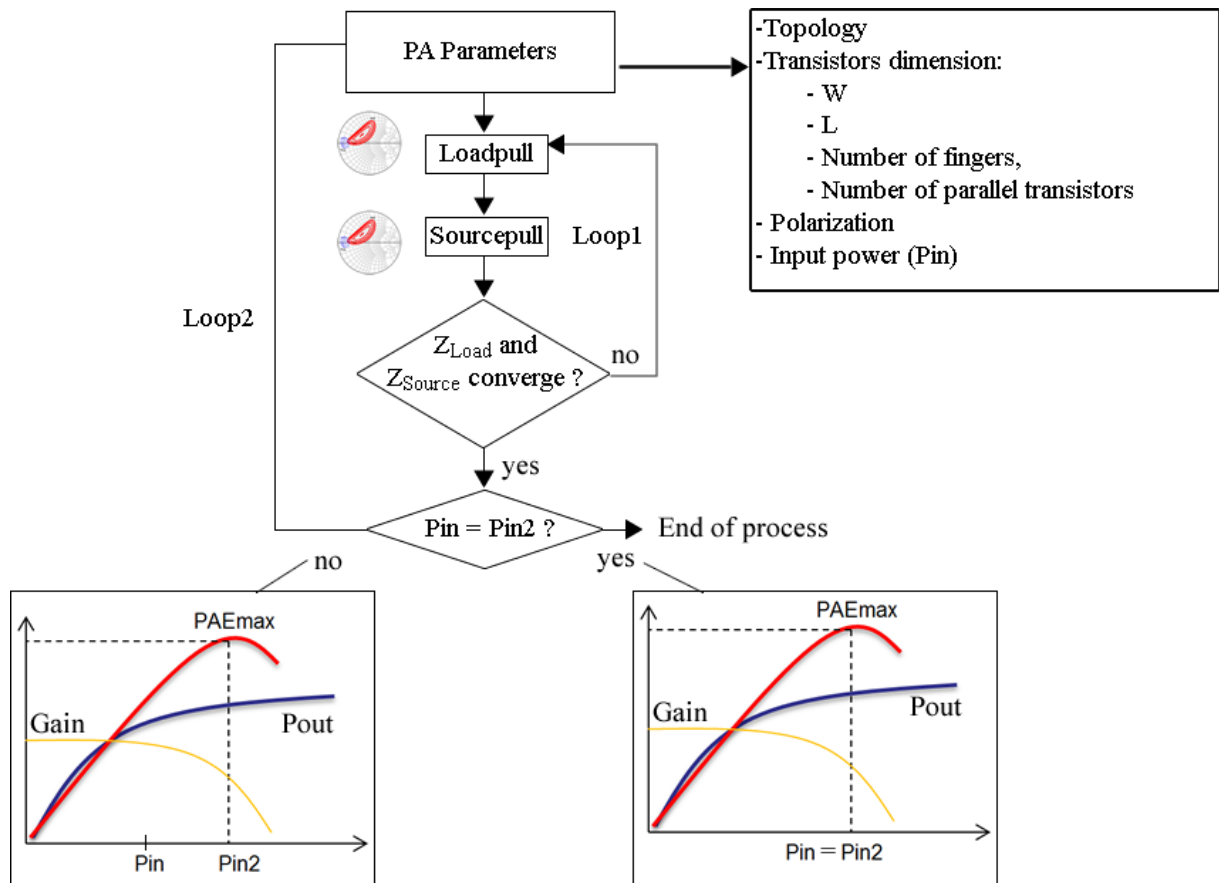 PA Parameters
-Topology
-Transistors dimension:
- W
- L
- Number of fingers,
- Number of parallel transistors
- Polarization
- Input power (Pin)
Loadpull
Sourcepull
Loop1
Loop2
ZLoad and
ZSource converge ?
no
yes
Pin = Pin2 ?
End of process
no
yes
PAEmax
Gain
Pout
Pin
Pin2
PAEmax
Gain
Pout
Pin = Pin2